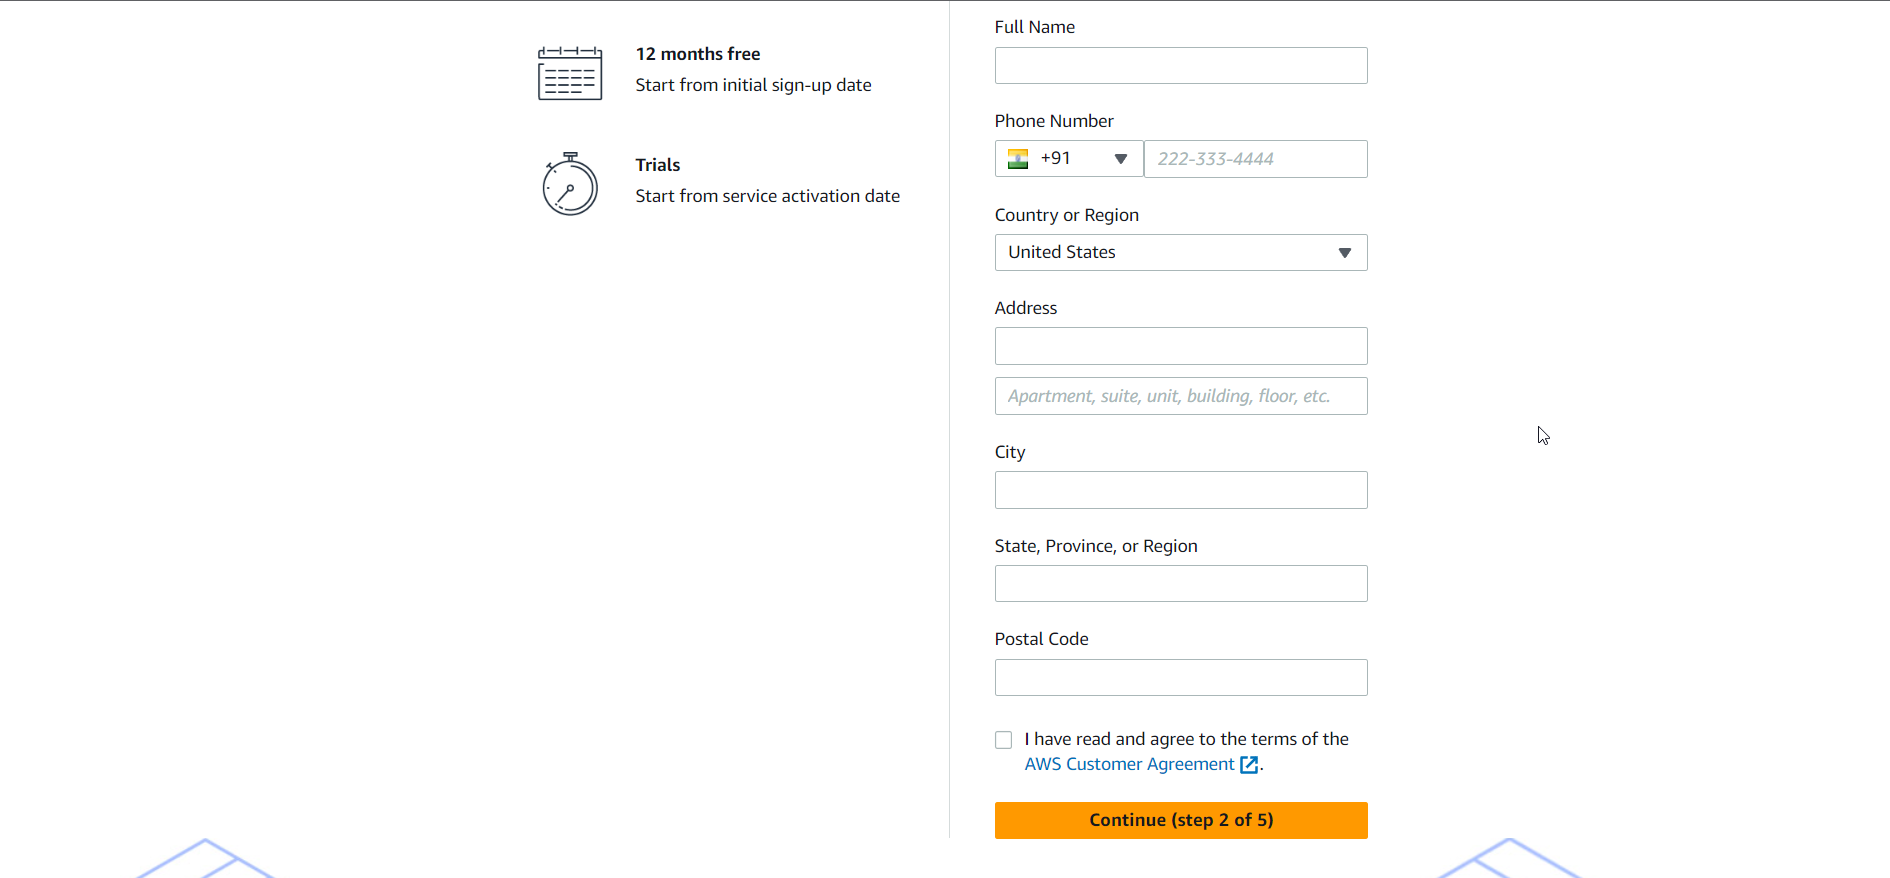 12 months free
Start from initial sign-up date
Trials
Start from service activation date
Full Name
Phone Number
+91
222-333-4444
Country or Region
United States
Address
Apartment, suite, unit, building, floor, etc.
City
State, Province, or Region
Postal Code
I have read and agree to the terms of the
AWS Customer Agreement.
Continue (step 2 of 5)